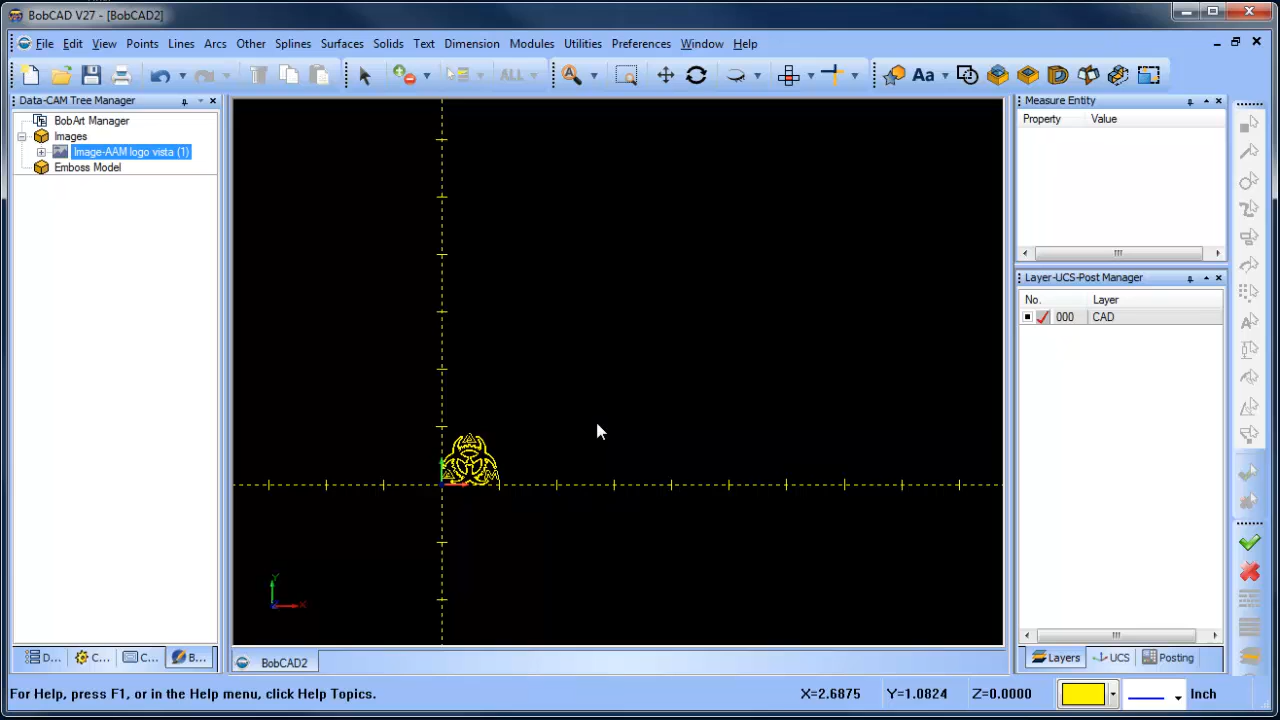 BobCAD V27 - [BobCAD2]
File Edit View Points Lines Arcs Other Splines Surfaces Solids Text Dimension Modules Utilities Preferences Window Help
ALL Aa
Data-CAM Tree Manager
BobArt Manager
Images
Image-AAM logo vista (1)
Emboss Model
Measure Entity
Property Value
Layer-UCS-Post Manager
No. Layer
000 CAD
Y
X
D... C... C... B...
BobCAD2
Layers UCS Posting
For Help, press F1, or in the Help menu, click Help Topics.
X=2.6875 Y=1.0824 Z=0.0000 Inch